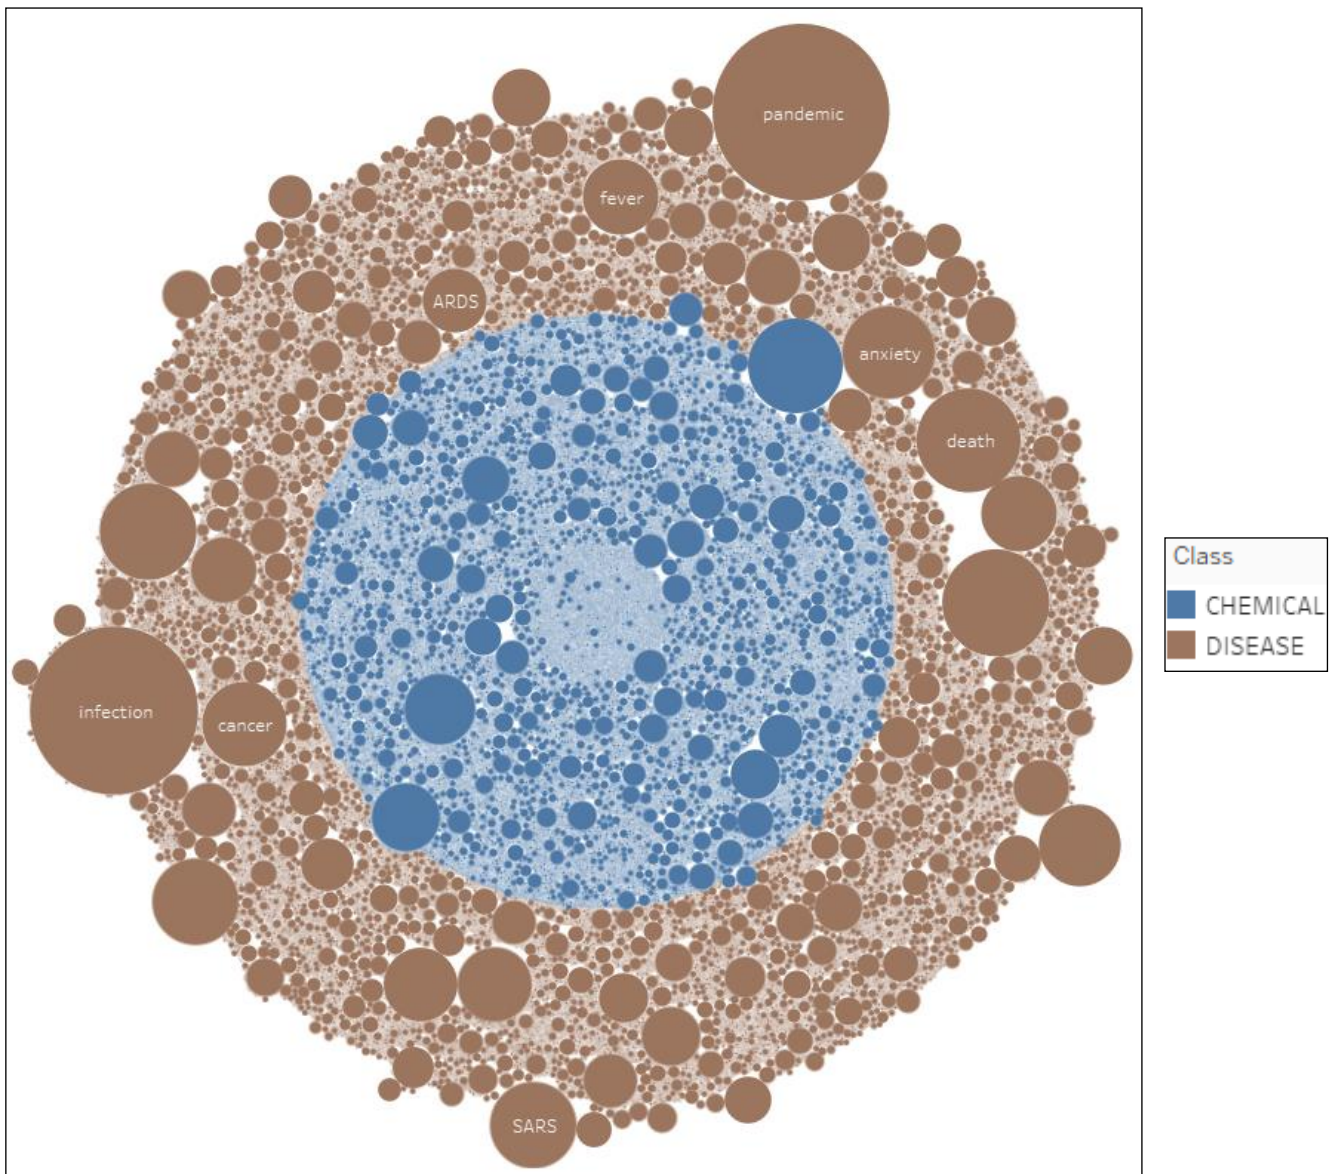 pandemic
fever
ARDS
anxiety
death
infection
cancer
SARS
Class
CHEMICAL
DISEASE